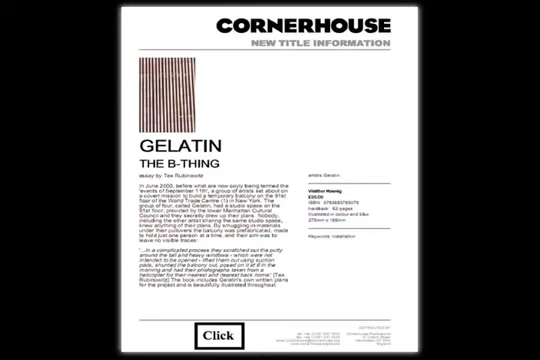 CORNERHOUSE
NEW TITLE INFORMATION
GELATIN
THE B-THING
essay by Tex Rubinowitz
artists Gelatin
In June 2000, before what are now coyly being termed the
'events of September 11th', a group of artists set about on
a covert mission to build a temporary balcony on the 91st
floor of the World Trade Centre (1) in New York. The
group of four, called Gelatin, had a studio space on the
91st floor, provided by the lower Manhattan Cultural
Council and they secretly drew their plans. Nobody,
including the other artist sharing the same studio space,
knew anything of their plans. By smuggling in materials
under their pullovers the balcony was prefabricated, made
to hold just one person at a time, and their aim was to
leave no visible traces:
Walther Koenig
£20.00
ISBN
hardback 42 pages
illustrated in colour and b/w
Keywords: Installation
"...In a complicated process they scratched out the putty
around the tall and heavy windows - which were not
intended to be opened - lifted them out using suction
pads, shunted the balcony out, posed on it at 6 in the
morning and had their photographs taken from a
helicopter for their nearest and dearest back home". [Tex
Rubinowitz] The book includes Gelatin's own written plans
for the project and is beautifully illustrated throughout.
Click